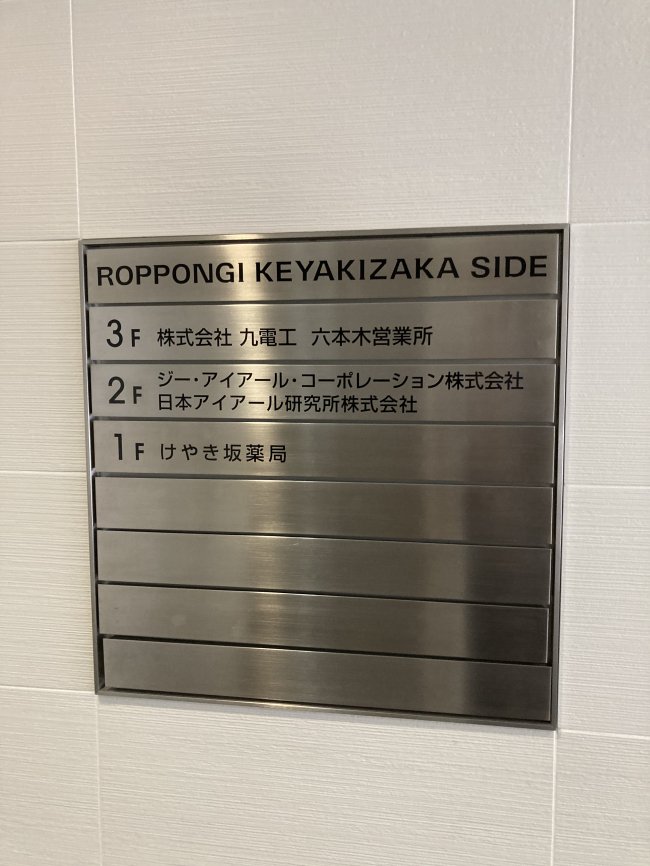 ROPPONGI KEYAKIZAKA SIDE
3F 株式会社 九電工 六本木営業所
2F ジー・アイアール・コーポレーション株式会社
日本アイアール研究所株式会社
1F けやき坂薬局